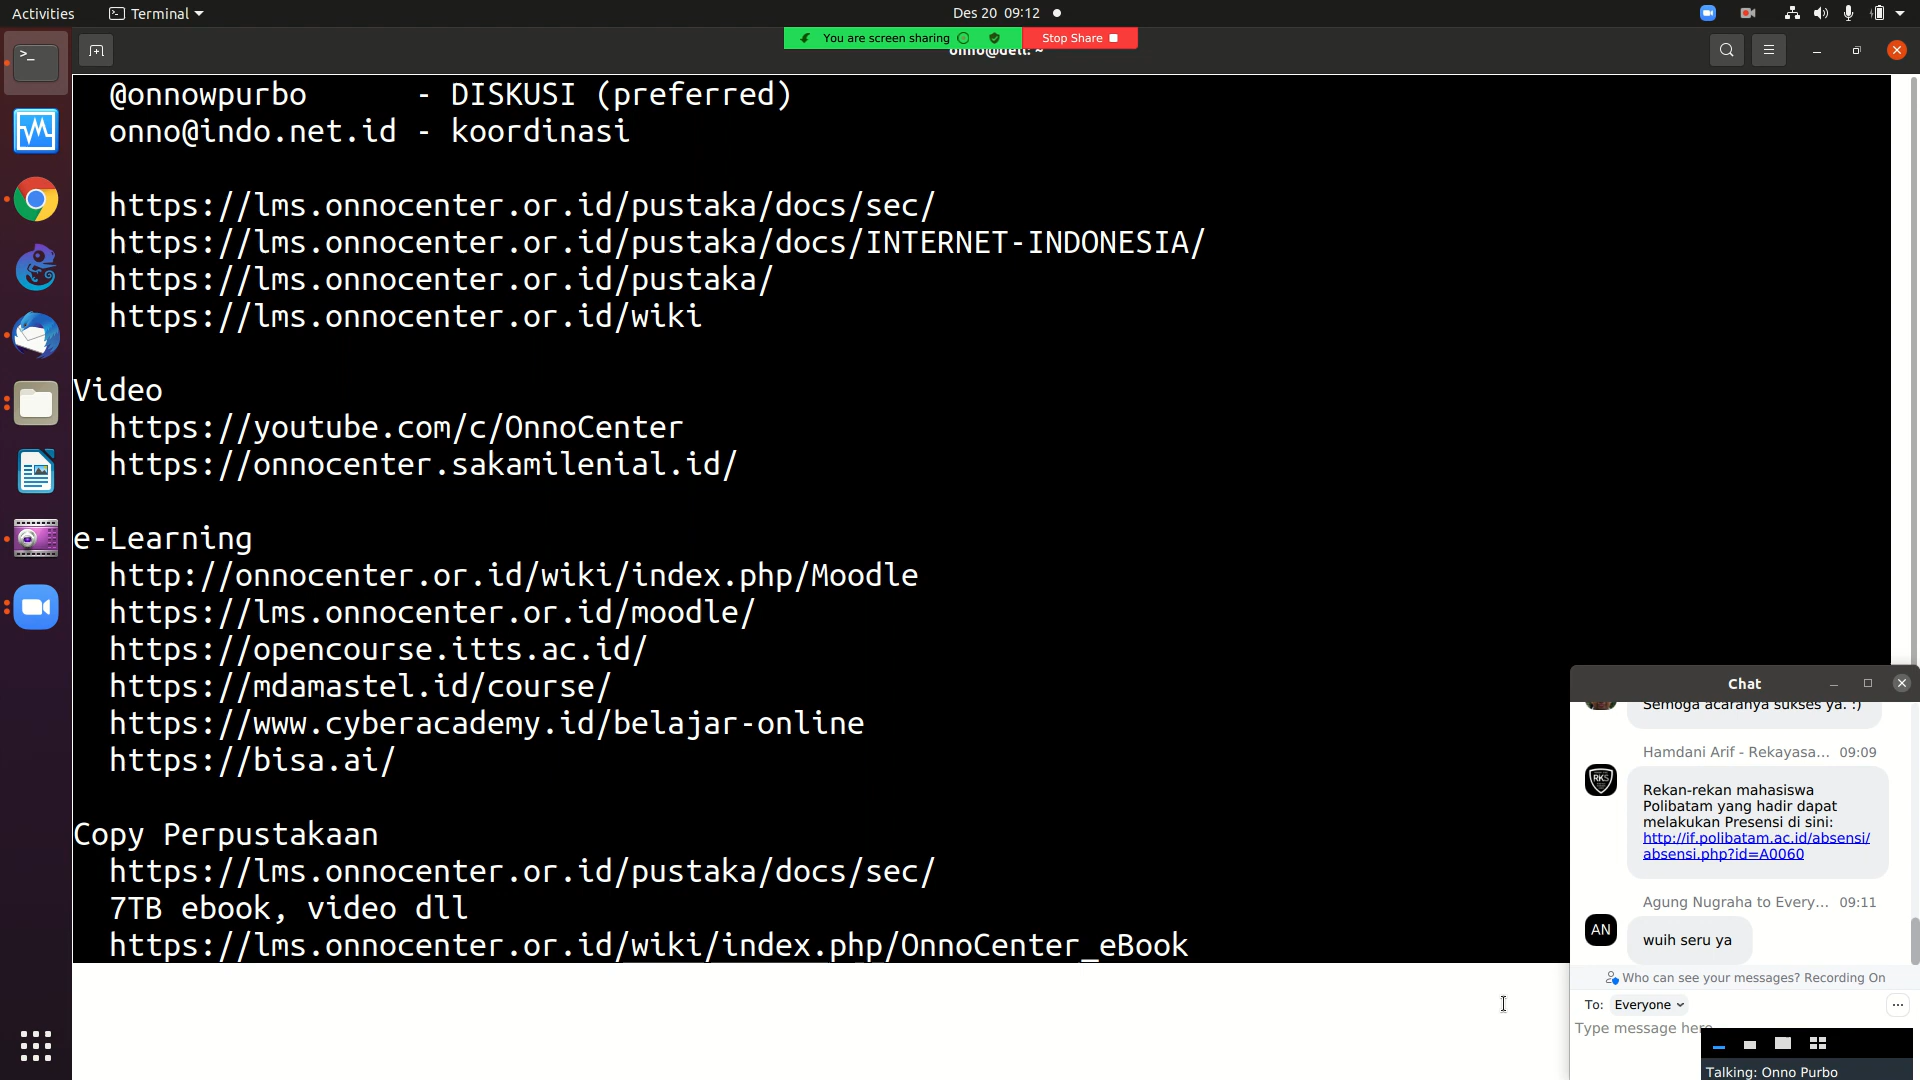 Activities
Terminal
Des 20 09:12
You are screen sharing
Stop Share
onno@dell: ~
@onnowpurbo - DISKUSI (preferred)
onno@indo.net.id - koordinasi
https://lms.onnocenter.or.id/pustaka/docs/sec/
https://lms.onnocenter.or.id/pustaka/docs/INTERNET-INDONESIA/
https://lms.onnocenter.or.id/pustaka/
https://lms.onnocenter.or.id/wiki
Video
https://youtube.com/c/OnnoCenter
https://onnocenter.sakamilenial.id/
e-Learning
http://onnocenter.or.id/wiki/index.php/Moodle
https://lms.onnocenter.or.id/moodle/
https://opencourse.itts.ac.id/
https://mdamastel.id/course/
https://www.cyberacademy.id/belajar-online
https://bisa.ai/
Copy Perpustakaan
https://lms.onnocenter.or.id/pustaka/docs/sec/
7TB ebook, video dll
https://lms.onnocenter.or.id/wiki/index.php/OnnoCenter_eBook
Chat
Semoga acaranya sukses ya. :)
Hamdani Arif - Rekayasa... 09:09
RKS
Rekan-rekan mahasiswa
Polibatam yang hadir dapat
melakukan Presensi di sini:
http://if.polibatam.ac.id/absensi/
absensi.php?id=A0060
Agung Nugraha to Every... 09:11
AN
wuih seru ya
Who can see your messages? Recording On
To: Everyone
Type message here
Talking: Onno Purbo